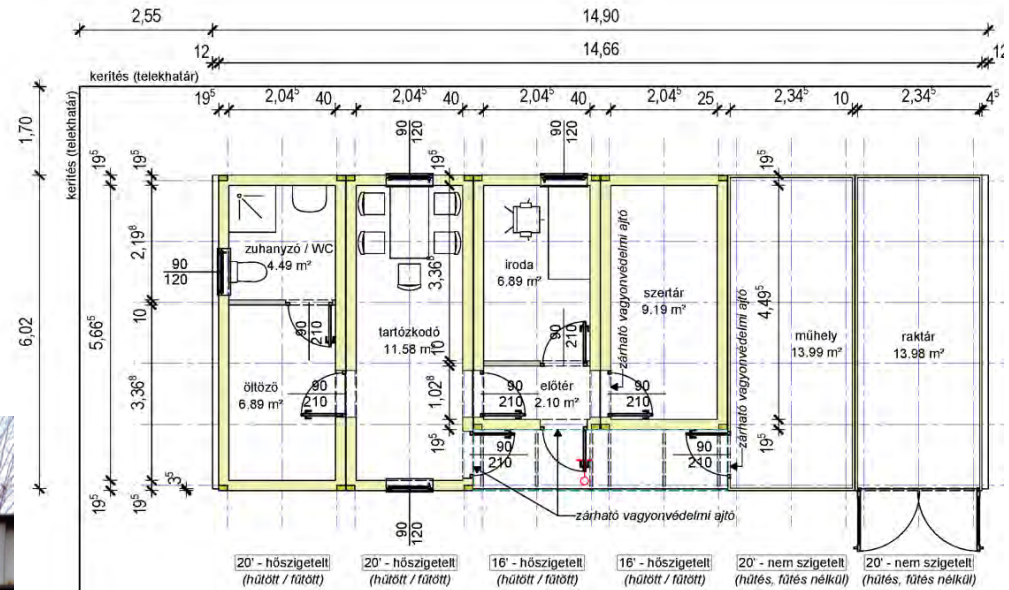 2,55 14,90
12 14,66 12
kerítés (telekhatár)
19⁵ 2,04⁵ 40 2,04⁵ 40 2,04⁵ 40 2,04⁵ 25 2,34⁵ 10 2,34⁵ 4⁵
kerítés (telekhatár)
1,70
6,02
19⁵
5,66⁵
19⁵
19⁵
2,19⁸
10
3,36⁸
19⁵
3⁵
90
120
90
120
90
120
90
120
zuhanyzó / WC
4.49 m²
90
210
öltöző
6.89 m²
90
210
19⁵
3,36⁸
10
1,02⁸
19⁵
tartózkodó
11.58 m²
iroda
6.89 m²
90
210
előtér
2.10 m²
90
210
90
210
szertár
9.19 m²
90
210
90
210
zárható vagyonvédelmi ajtó
zárható vagyonvédelmi ajtó
zárható vagyonvédelmi ajtó
19⁵
4,49⁵
19⁵
műhely
13.99 m²
raktár
13.98 m²
20' - hőszigetelt
(hűtött / fűtött)
20' - hőszigetelt
(hűtött / fűtött)
16' - hőszigetelt
(hűtött / fűtött)
16' - hőszigetelt
(hűtött / fűtött)
20' - nem szigetelt
(hűtés, fűtés nélkül)
20' - nem szigetelt
(hűtés, fűtés nélkül)